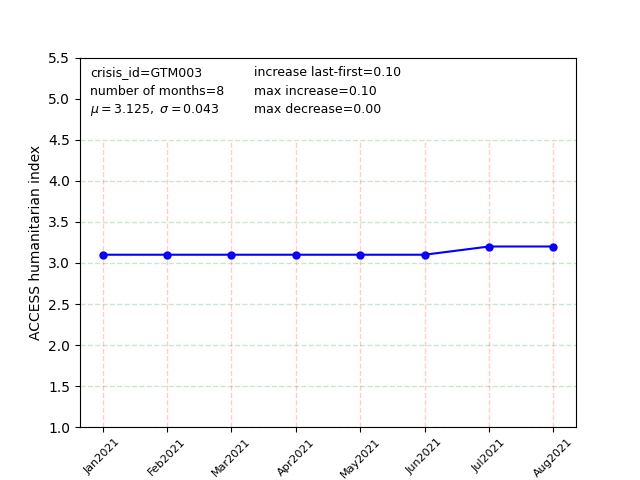 crisis_id=GTM003
number of months=8
μ = 3.125, σ = 0.043
increase last-first=0.10
max increase=0.10
max decrease=0.00
ACCESS humanitarian index
5.5
5.0
4.5
4.0
3.5
3.0
2.5
2.0
1.5
1.0
Jan2021
Feb2021
Mar2021
Apr2021
May2021
Jun2021
Jul2021
Aug2021